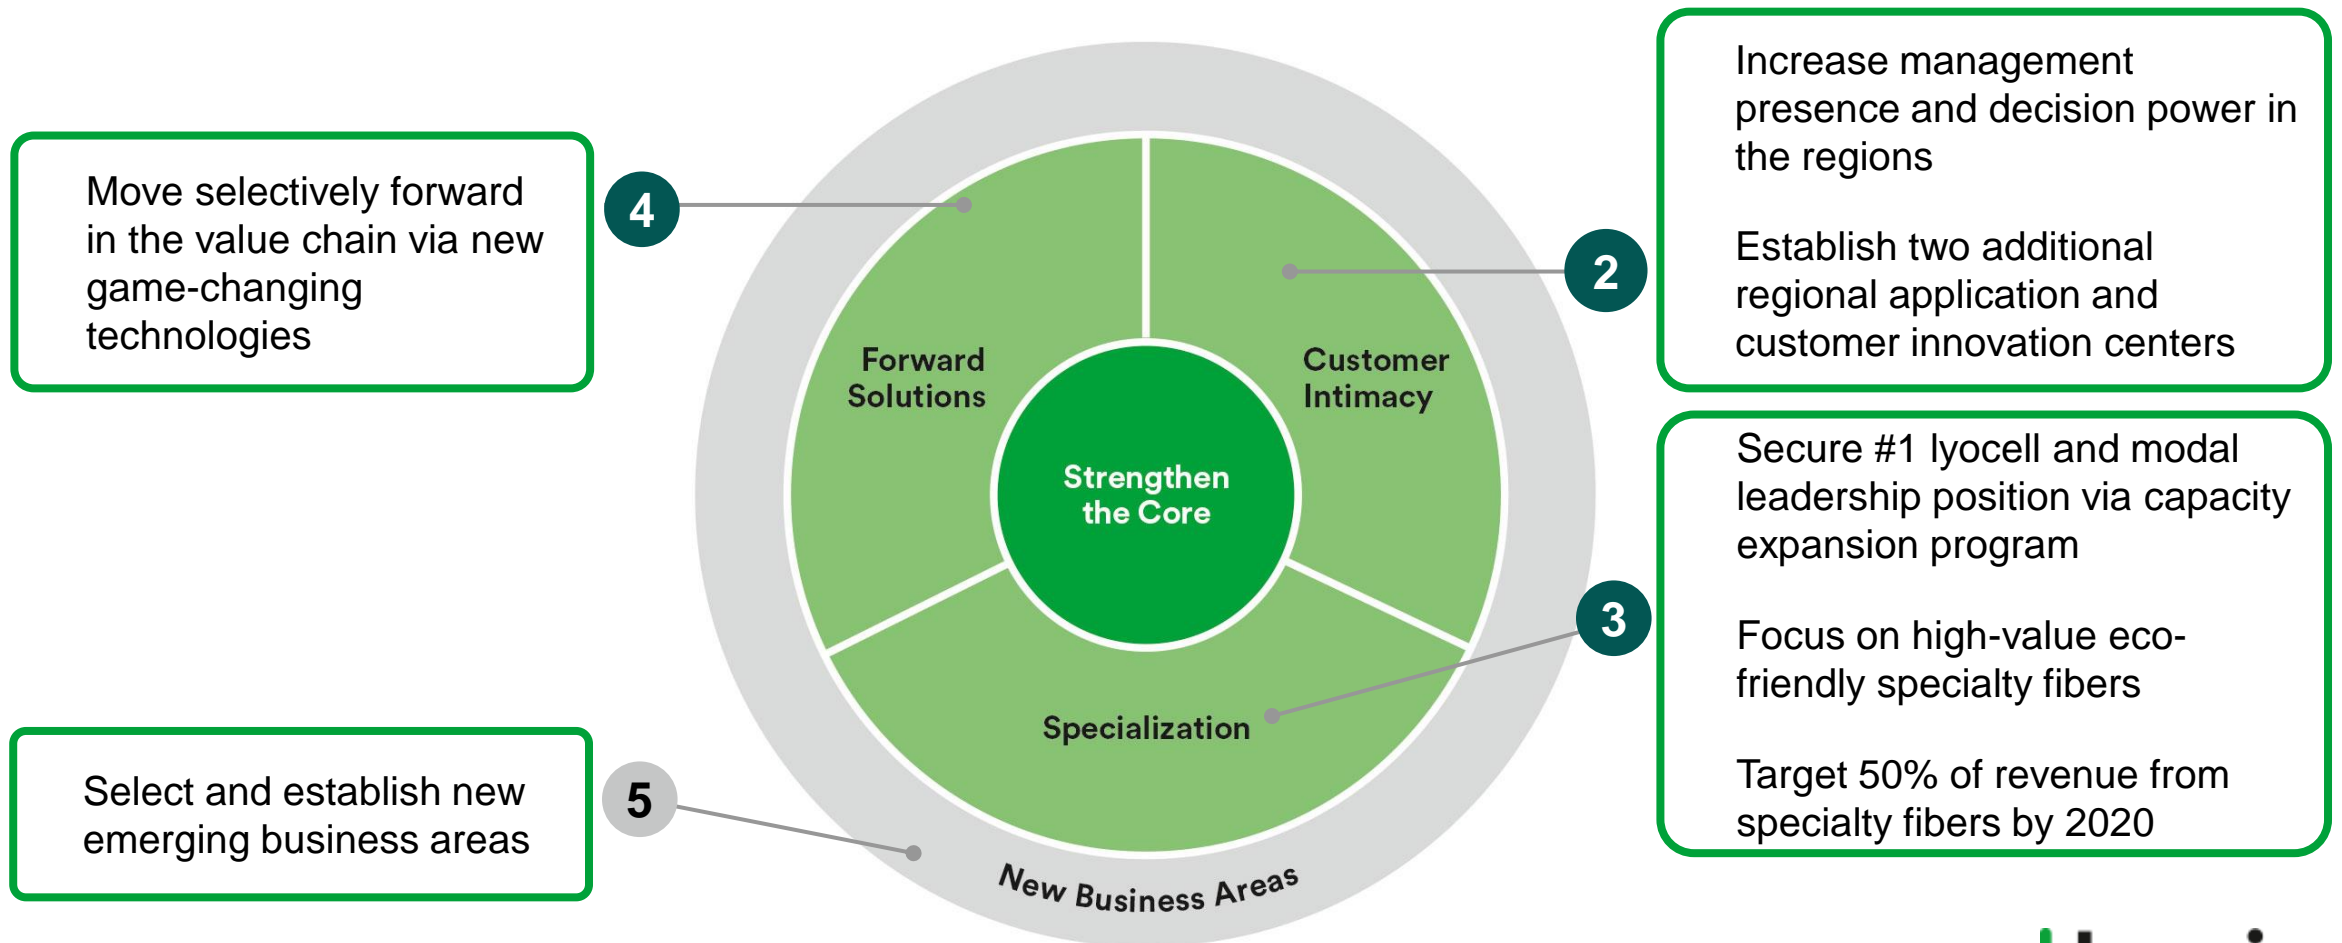 Move selectively forward
in the value chain via new
game-changing
technologies
4
Increase management
presence and decision power in
the regions
Establish two additional
regional application and
customer innovation centers
2
Forward
Solutions
Customer
Intimacy
Strengthen
the Core
Secure #1 lyocell and modal
leadership position via capacity
expansion program
Focus on high-value eco-
friendly specialty fibers
Target 50% of revenue from
specialty fibers by 2020
3
Specialization
Select and establish new
emerging business areas
5
New Business Areas